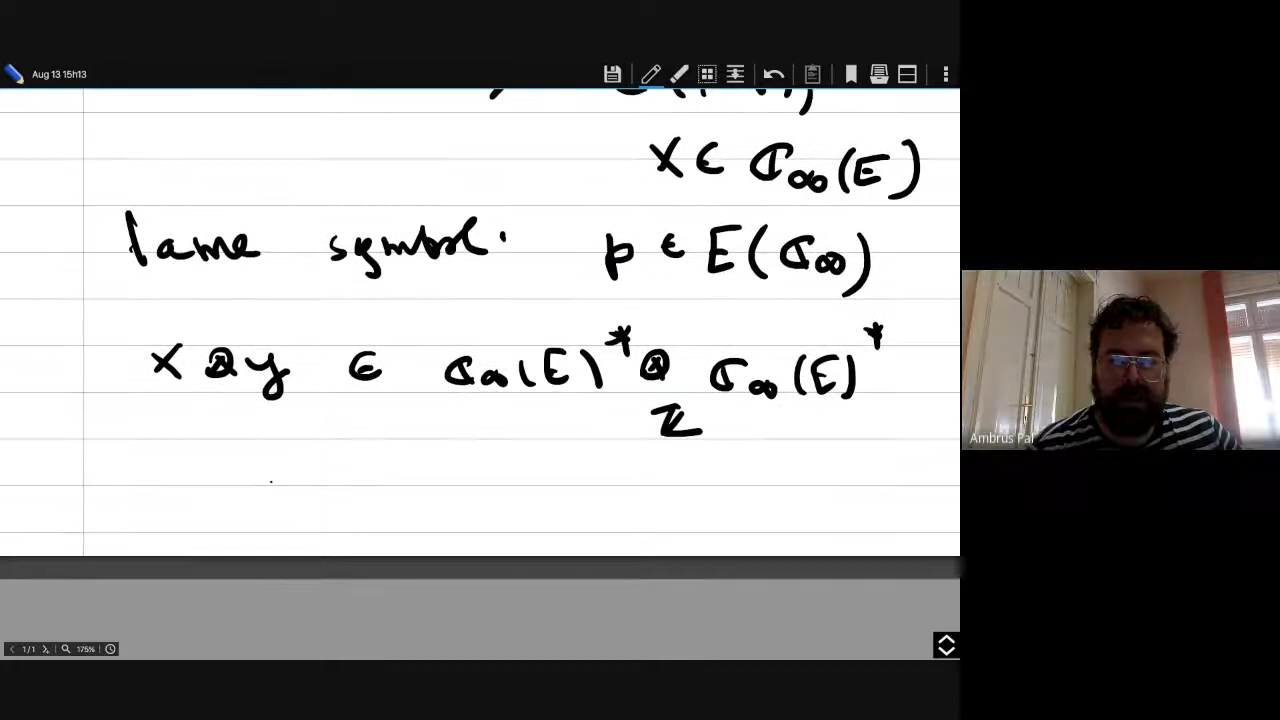 Aug 13 15h13
x ∈ ℂ∞(E)
tame symbol. p ∈ E(ℂ∞)
x ⊗ y ∈ ℂ∞(E)* ⊗ ℂ∞(E)*
ℤ
Ambrus Pal
1/1 175%